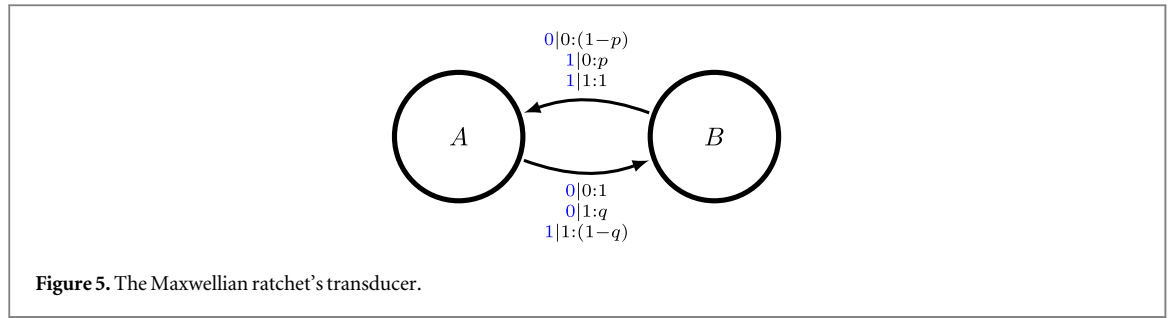 0|0:(1−p)
1|0:p
1|1:1
A
B
0|0:1
0|1:q
1|1:(1−q)
Figure 5. The Maxwellian ratchet's transducer.